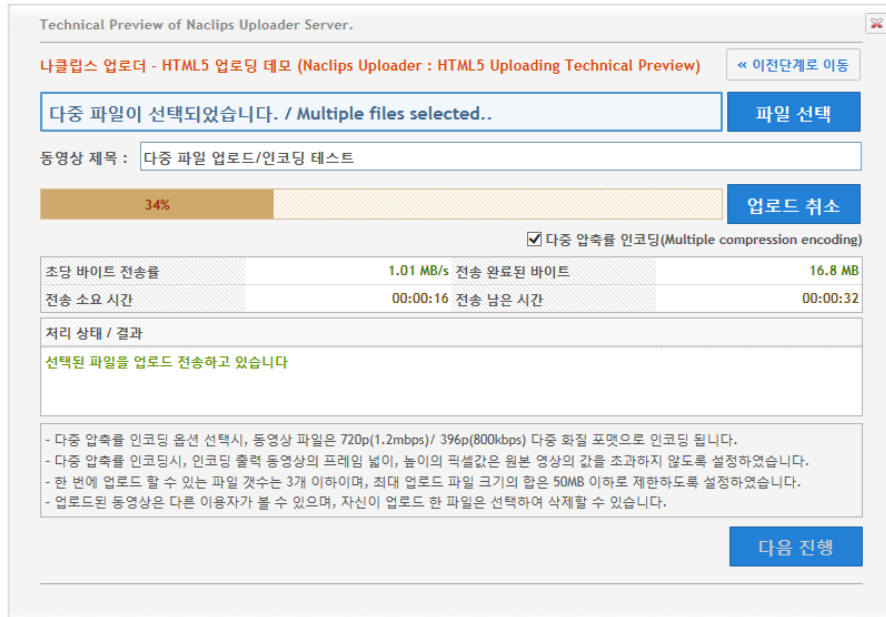 Technical Preview of Naclips Uploader Server.
나클립스 업로더 - HTML5 업로딩 데모 (Naclips Uploader : HTML5 Uploading Technical Preview)
« 이전단계로 이동
다중 파일이 선택되었습니다. / Multiple files selected..
파일 선택
동영상 제목 :
다중 파일 업로드/인코딩 테스트
34%
업로드 취소
다중 압축률 인코딩(Multiple compression encoding)
초당 바이트 전송률 1.01 MB/s 전송 완료된 바이트 16.8 MB
전송 소요 시간 00:00:16 전송 남은 시간 00:00:32
처리 상태 / 결과
선택된 파일을 업로드 전송하고 있습니다
- 다중 압축률 인코딩 옵션 선택시, 동영상 파일은 720p(1.2mbps)/ 396p(800kbps) 다중 화질 포맷으로 인코딩 됩니다.
- 다중 압축률 인코딩시, 인코딩 출력 동영상의 프레임 넓이, 높이의 픽셀값은 원본 영상의 값을 초과하지 않도록 설정하였습니다.
- 한 번에 업로드 할 수 있는 파일 갯수는 3개 이하이며, 최대 업로드 파일 크기의 합은 50MB 이하로 제한하도록 설정하였습니다.
- 업로드된 동영상은 다른 이용자가 볼 수 있으며, 자신이 업로드 한 파일은 선택하여 삭제할 수 있습니다.
다음 진행